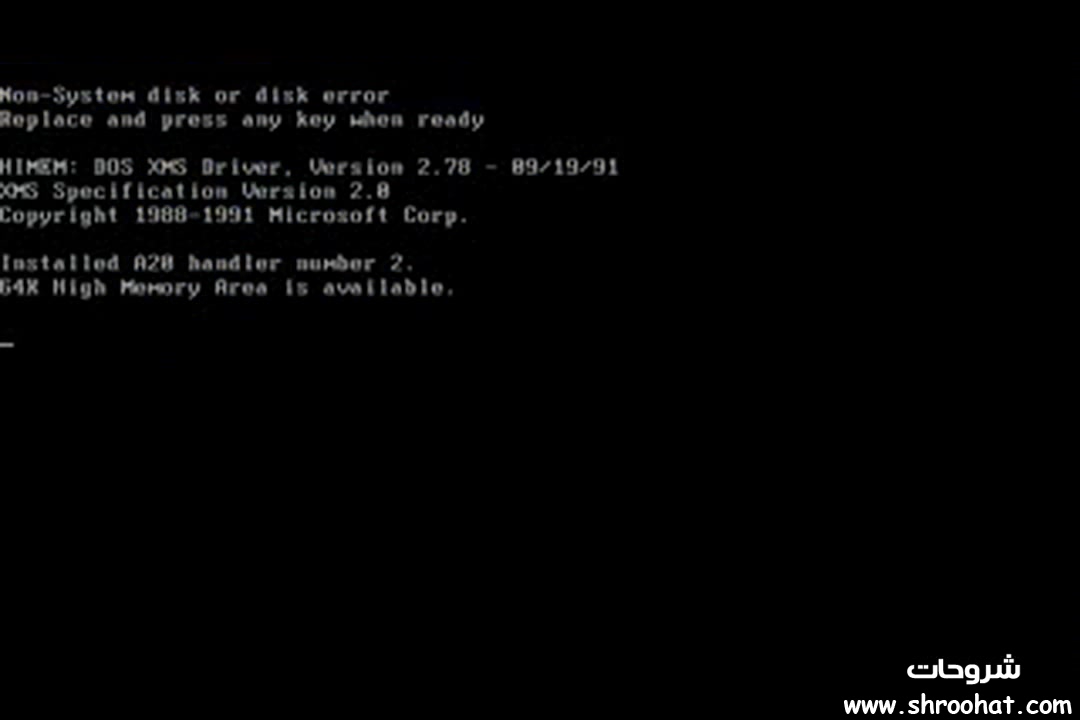 Non-System disk or disk error
Replace and press any key when ready
HIMEM: DOS XMS Driver, Version 2.78 - 09/19/91
XMS Specification Version 2.0
Copyright 1988-1991 Microsoft Corp.
Installed A20 handler number 2.
64K High Memory Area is available.
_
شروحات
www.shroohat.com